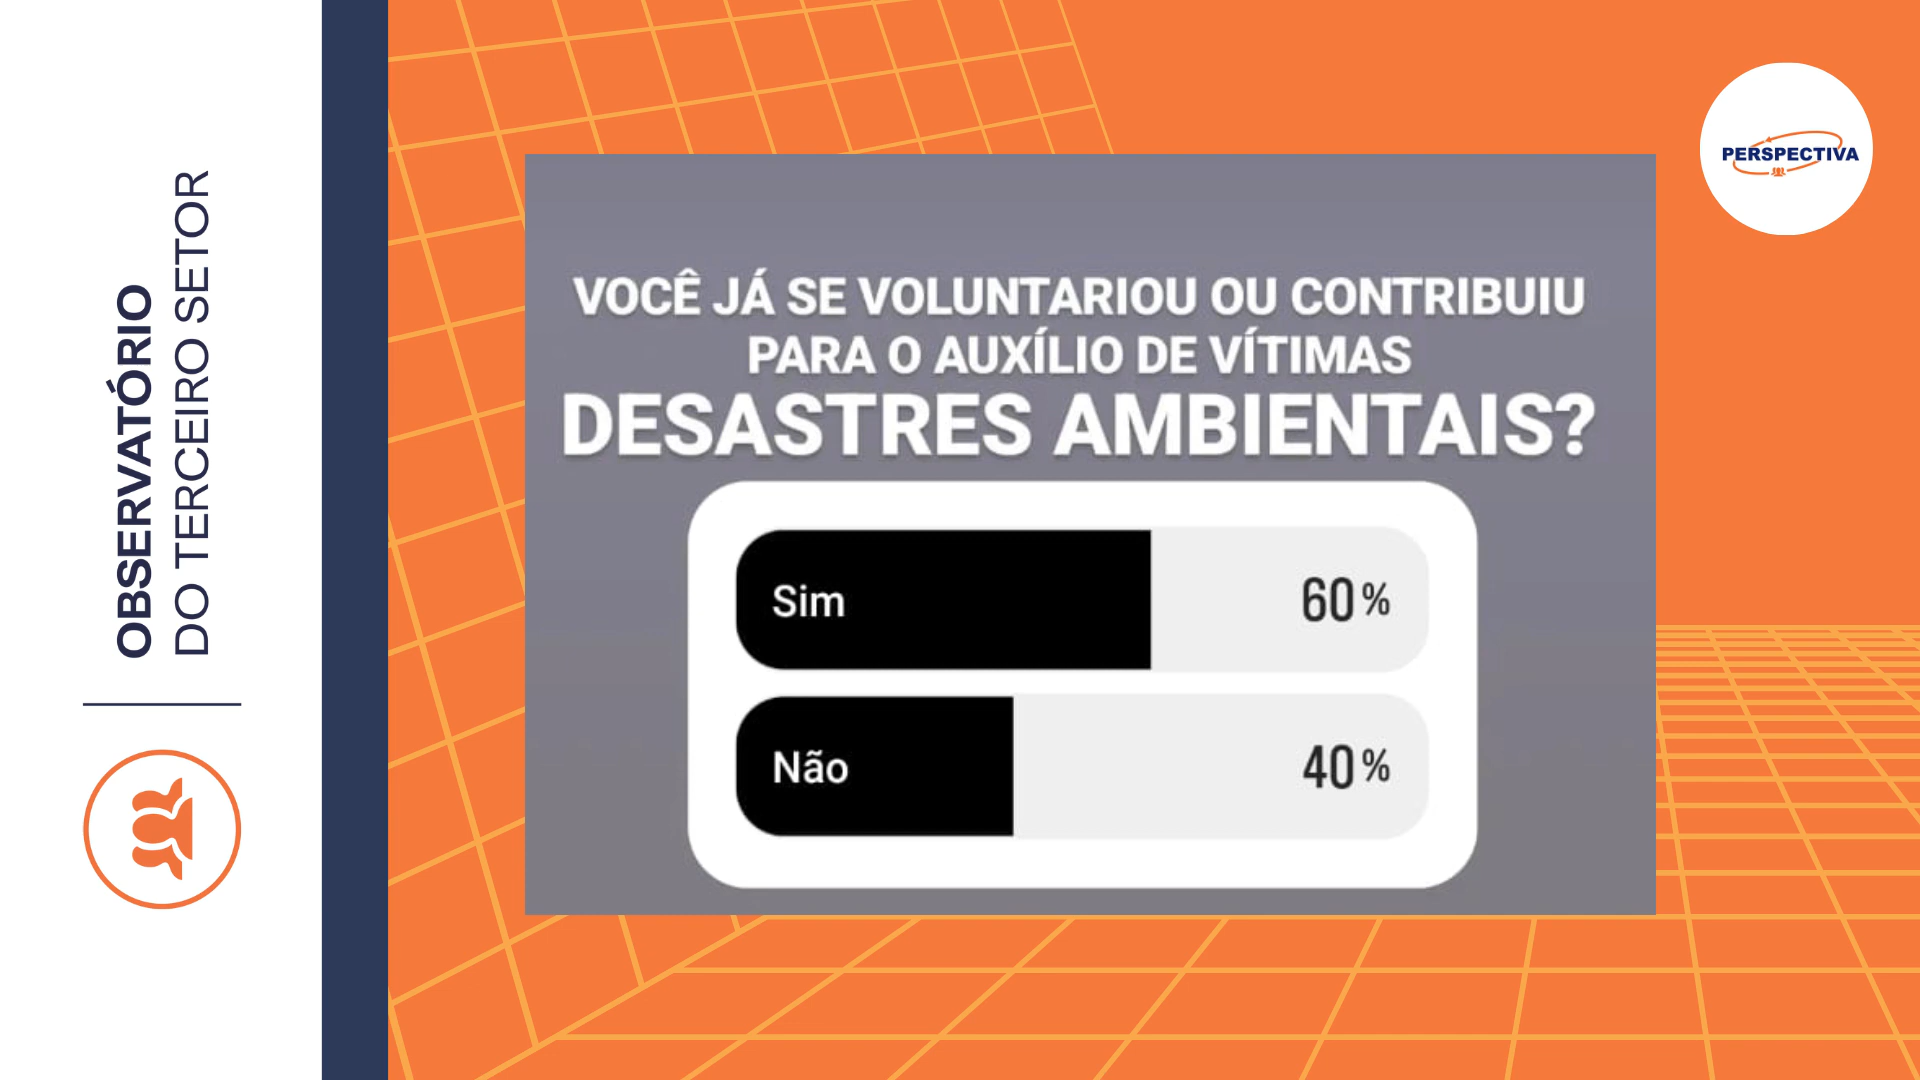 OBSERVATÓRIO
DO TERCEIRO SETOR
PERSPECTIVA
VOCÊ JÁ SE VOLUNTARIOU OU CONTRIBUIU
PARA O AUXÍLIO DE VÍTIMAS
DESASTRES AMBIENTAIS?
Sim 60%
Não 40%